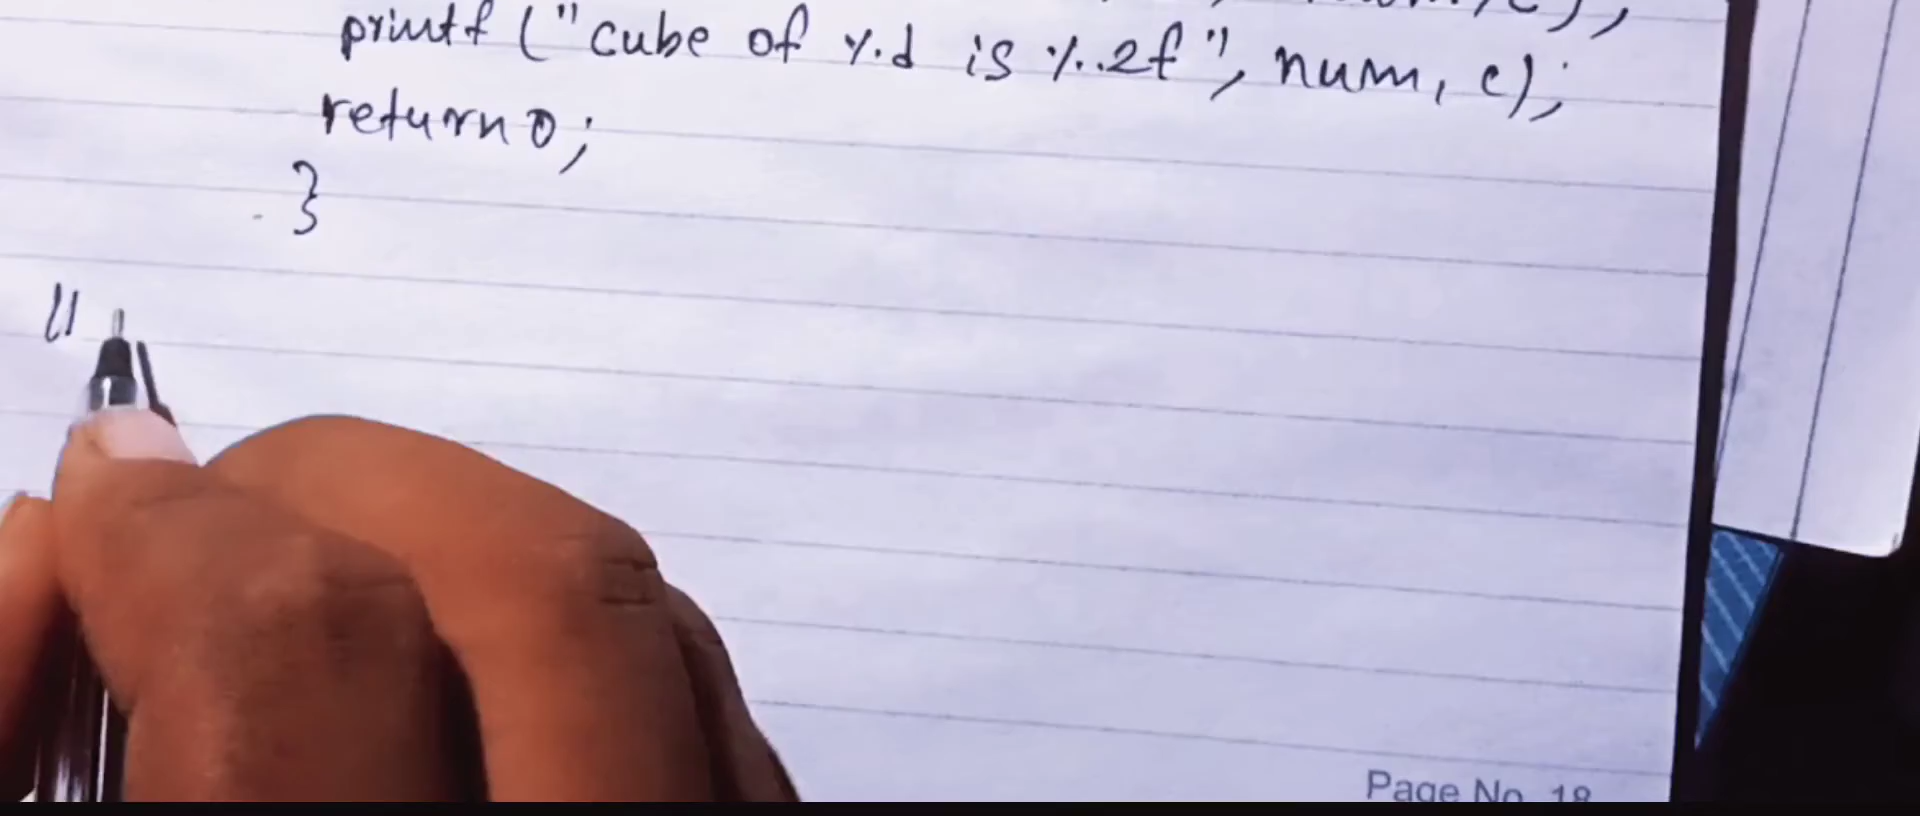 printf ("cube of %d is %.2f", num, c);
return 0;
}
11
Page No. 18